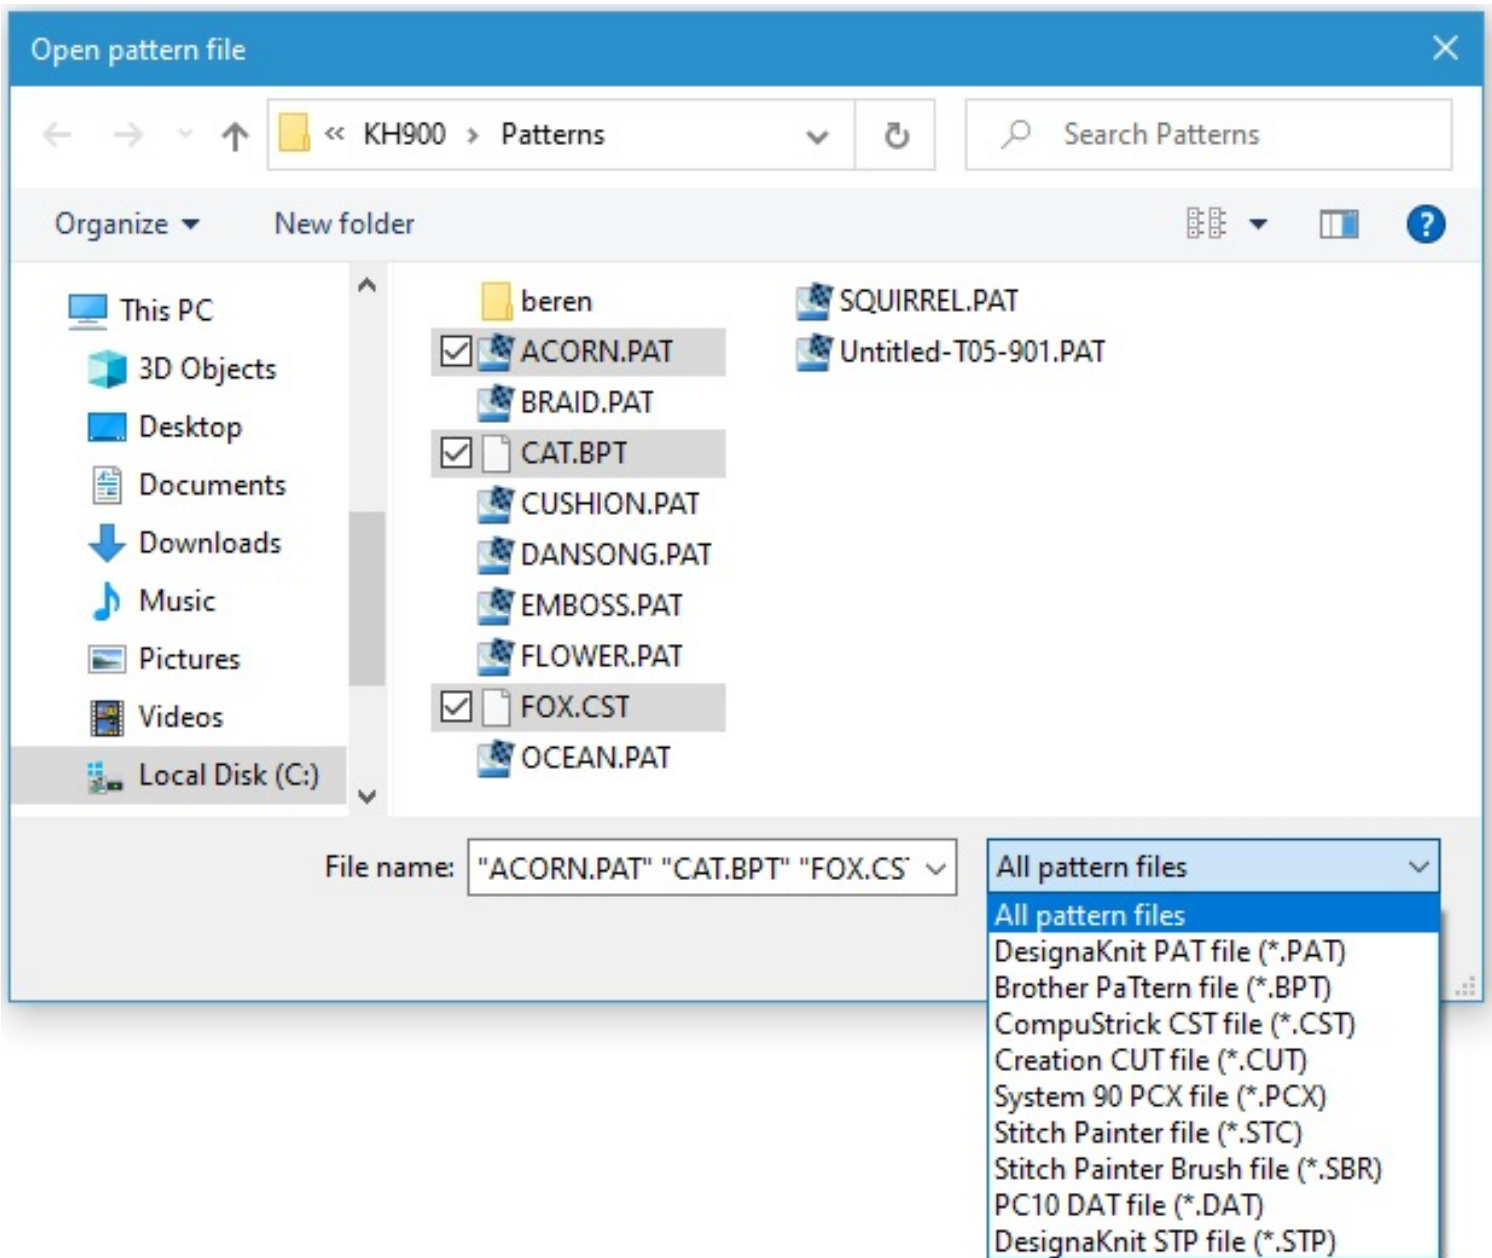 Open pattern file
« KH900 > Patterns
Search Patterns
Organize
New folder
This PC
3D Objects
Desktop
Documents
Downloads
Music
Pictures
Videos
Local Disk (C:)
beren
ACORN.PAT
BRAID.PAT
CAT.BPT
CUSHION.PAT
DANSONG.PAT
EMBOSS.PAT
FLOWER.PAT
FOX.CST
OCEAN.PAT
SQUIRREL.PAT
Untitled-T05-901.PAT
File name:
"ACORN.PAT" "CAT.BPT" "FOX.CS
All pattern files
All pattern files
DesignaKnit PAT file (*.PAT)
Brother PaTtern file (*.BPT)
CompuStrick CST file (*.CST)
Creation CUT file (*.CUT)
System 90 PCX file (*.PCX)
Stitch Painter file (*.STC)
Stitch Painter Brush file (*.SBR)
PC10 DAT file (*.DAT)
DesignaKnit STP file (*.STP)